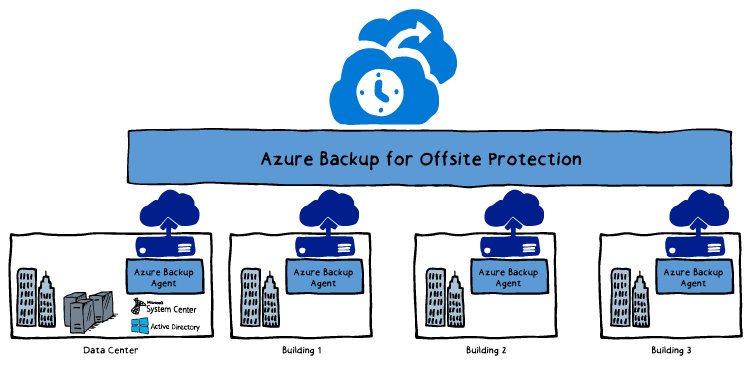 Azure Backup for Offsite Protection
Azure Backup
Agent
Microsoft
System Center
Active Directory
Data Center
Azure Backup
Agent
Building 1
Azure Backup
Agent
Building 2
Azure Backup
Agent
Building 3